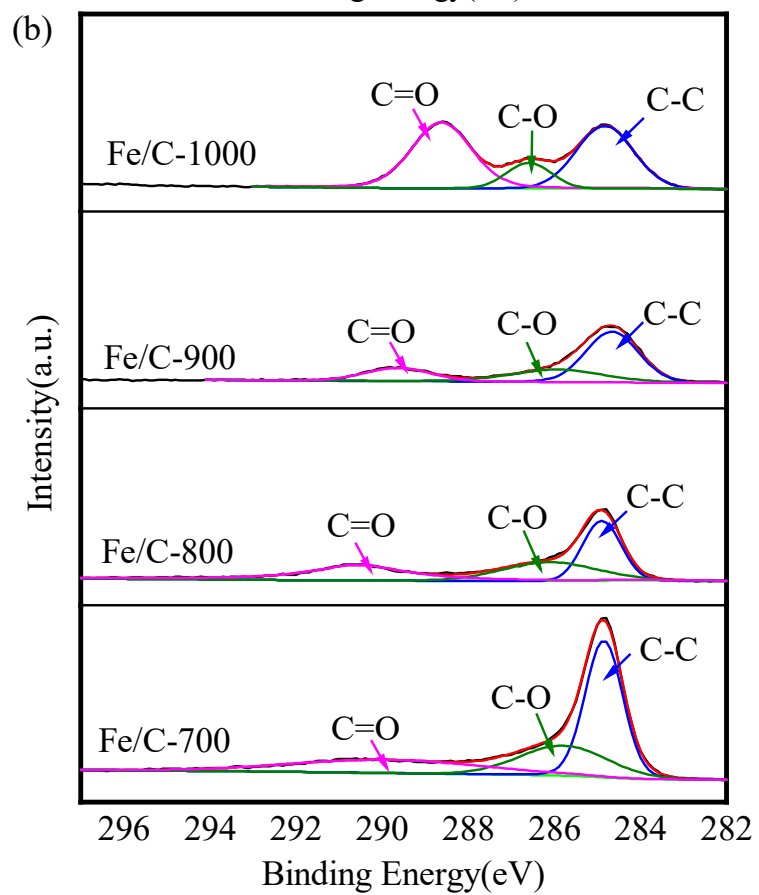 (b)
C=O
C-O
C-C
Fe/C-1000
C=O
C-O
C-C
Fe/C-900
C=O
C-O
C-C
Fe/C-800
C=O
C-O
C-C
Fe/C-700
Intensity(a.u.)
296 294 292 290 288 286 284 282
Binding Energy(eV)